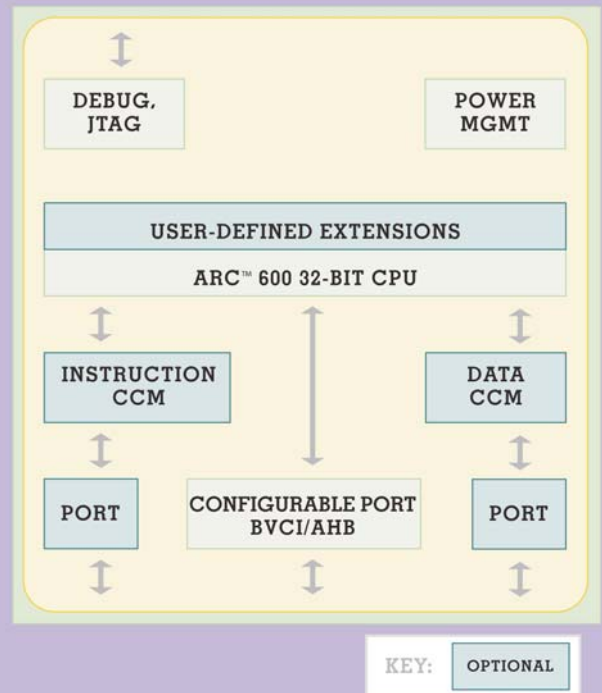 DEBUG,
JTAG
POWER
MGMT
USER-DEFINED EXTENSIONS
ARC™ 600 32-BIT CPU
INSTRUCTION
CCM
DATA
CCM
PORT
CONFIGURABLE PORT
BVCI/AHB
PORT
KEY:
OPTIONAL